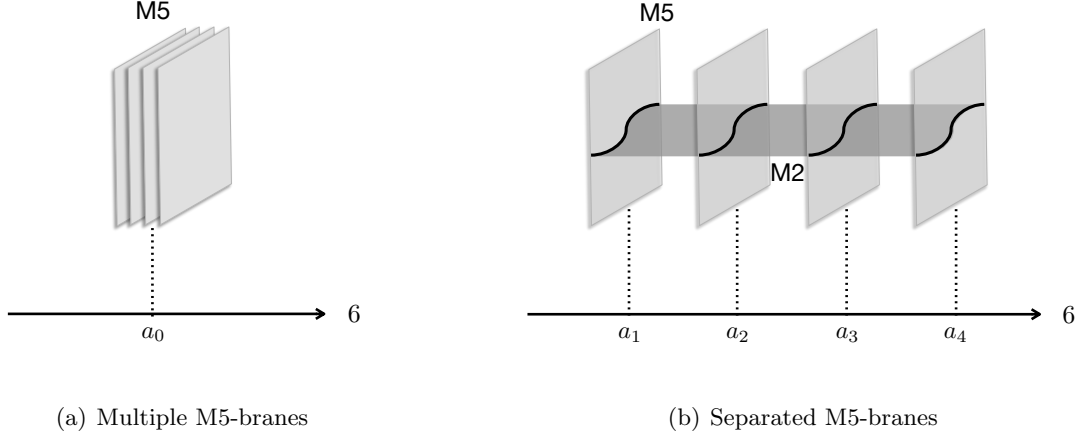 M5
6
a₀
(a) Multiple M5-branes
M5
M2
6
a₁ a₂ a₃ a₄
(b) Separated M5-branes